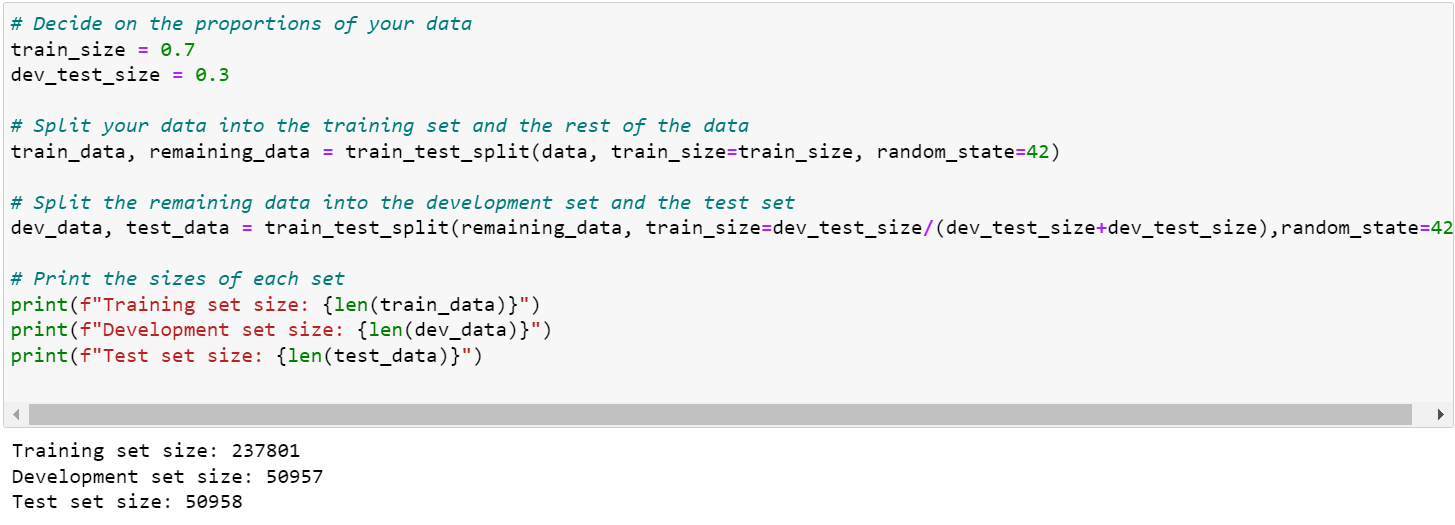 # Decide on the proportions of your data
train_size = 0.7
dev_test_size = 0.3
# Split your data into the training set and the rest of the data
train_data, remaining_data = train_test_split(data, train_size=train_size, random_state=42)
# Split the remaining data into the development set and the test set
dev_data, test_data = train_test_split(remaining_data, train_size=dev_test_size/(dev_test_size+dev_test_size),random_state=42
# Print the sizes of each set
print(f"Training set size: {len(train_data)}")
print(f"Development set size: {len(dev_data)}")
print(f"Test set size: {len(test_data)}")
Training set size: 237801
Development set size: 50957
Test set size: 50958